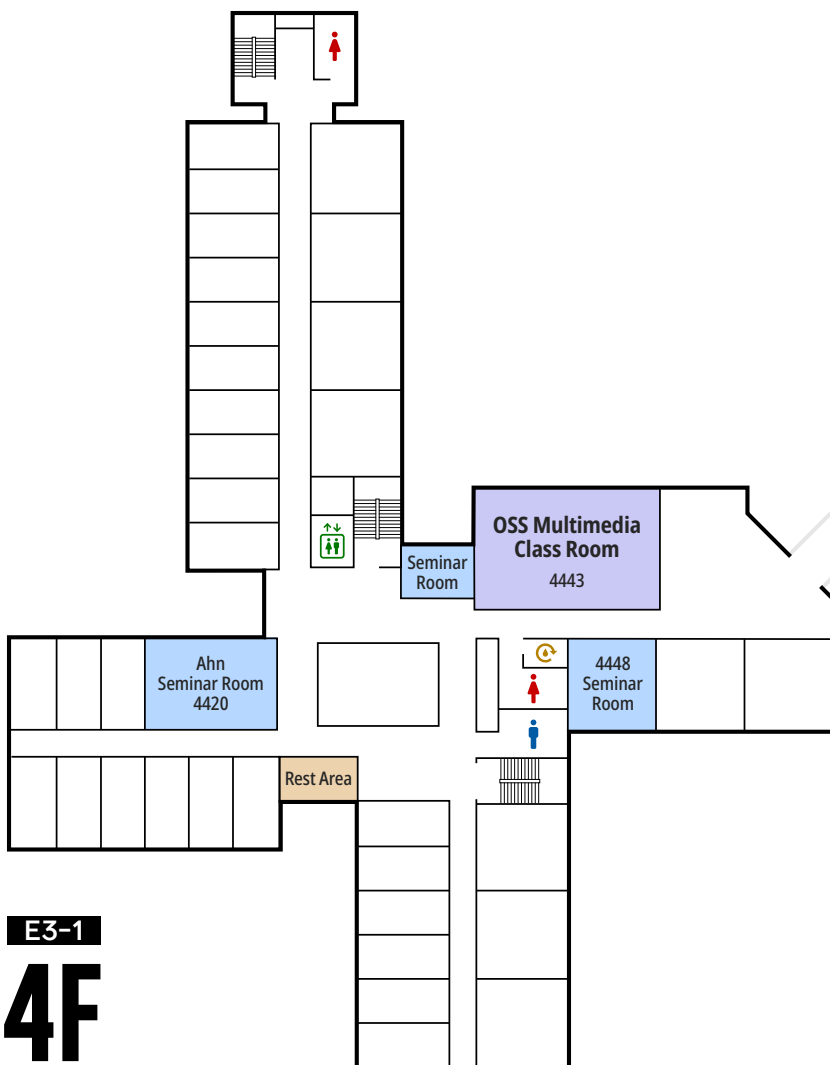 OSS Multimedia
Class Room
4443
Seminar
Room
Ahn
Seminar Room
4420
4448
Seminar
Room
Rest Area
E3-1
4F